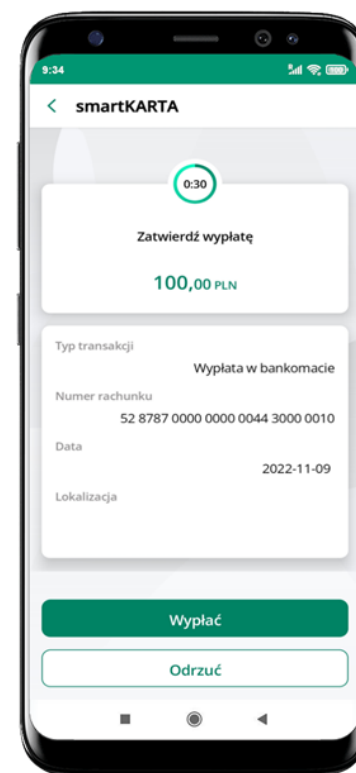 9:34
smartKARTA
0:30
Zatwierdź wypłatę
100,00 PLN
Typ transakcji
Wypłata w bankomacie
Numer rachunku
52 8787 0000 0000 0044 3000 0010
Data
2022-11-09
Lokalizacja
Wypłać
Odrzuć